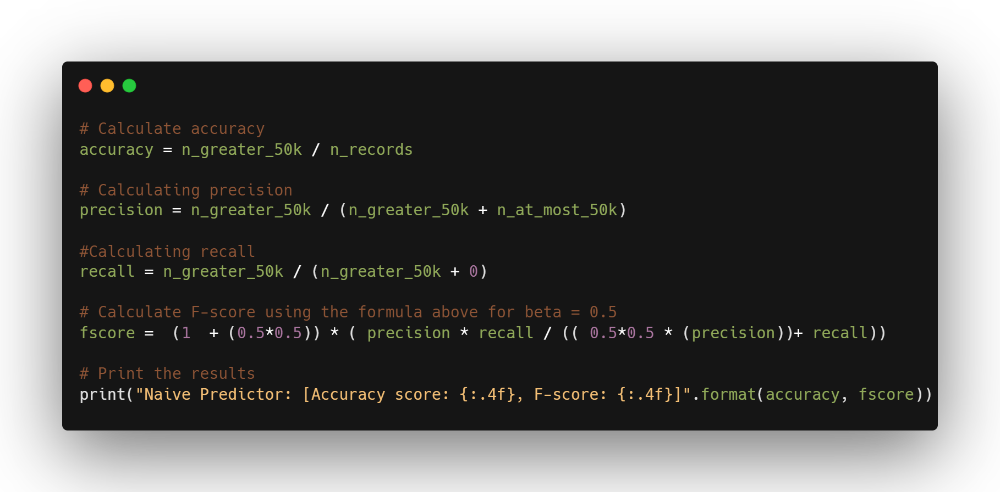 # Calculate accuracy
accuracy = n_greater_50k / n_records
# Calculating precision
precision = n_greater_50k / (n_greater_50k + n_at_most_50k)
#Calculating recall
recall = n_greater_50k / (n_greater_50k + 0)
# Calculate F-score using the formula above for beta = 0.5
fscore =  (1  + (0.5*0.5)) * ( precision * recall / (( 0.5*0.5 * (precision))+ recall))
# Print the results
print("Naive Predictor: [Accuracy score: {:.4f}, F-score: {:.4f}]".format(accuracy, fscore))